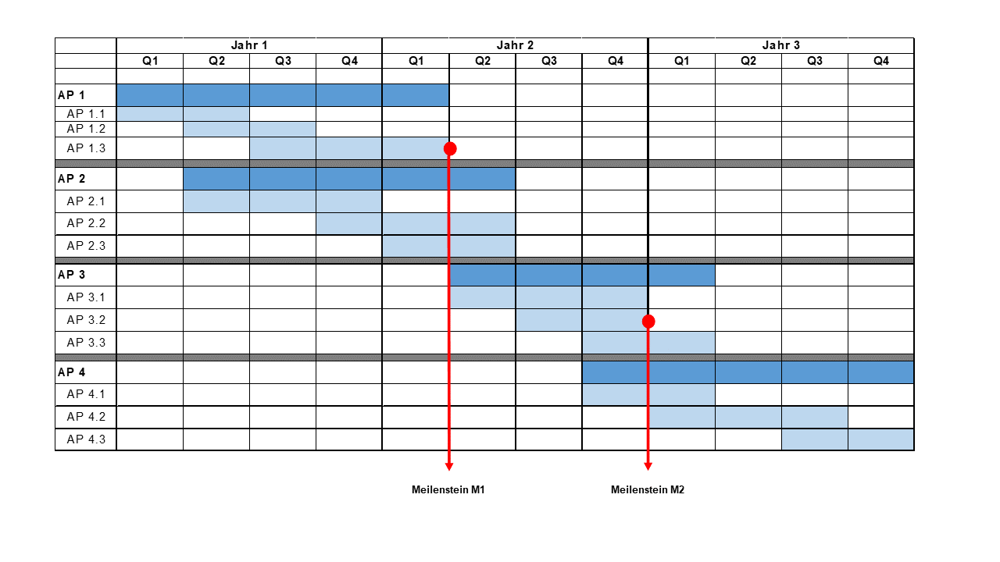 Jahr 1 Jahr 2 Jahr 3
Q1 Q2 Q3 Q4 Q1 Q2 Q3 Q4 Q1 Q2 Q3 Q4
AP 1
AP 1.1
AP 1.2
AP 1.3
AP 2
AP 2.1
AP 2.2
AP 2.3
AP 3
AP 3.1
AP 3.2
AP 3.3
AP 4
AP 4.1
AP 4.2
AP 4.3
Meilenstein M1 Meilenstein M2